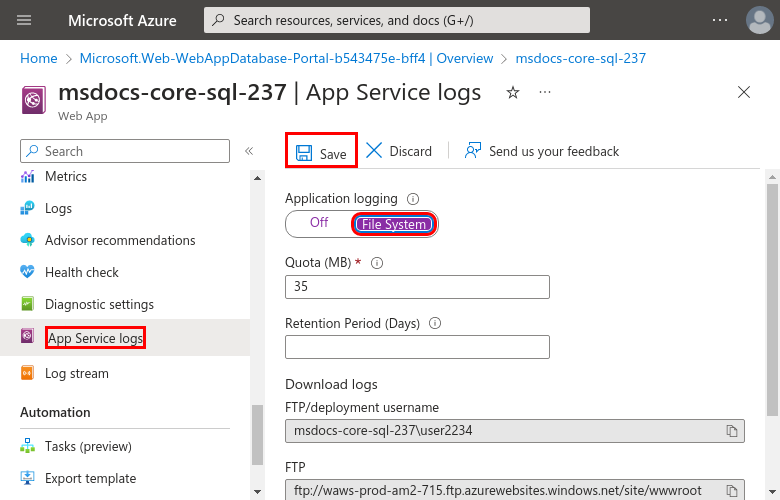 Microsoft Azure
Search resources, services, and docs (G+/)
Home > Microsoft.Web-WebAppDatabase-Portal-b543475e-bff4 | Overview > msdocs-core-sql-237
msdocs-core-sql-237 | App Service logs
Web App
Search
Metrics
Logs
Advisor recommendations
Health check
Diagnostic settings
App Service logs
Log stream
Automation
Tasks (preview)
Export template
Save
Discard
Send us your feedback
Application logging
Off
File System
Quota (MB) *
35
Retention Period (Days)
Download logs
FTP/deployment username
msdocs-core-sql-237\user2234
FTP
ftp://waws-prod-am2-715.ftp.azurewebsites.windows.net/site/wwwroot